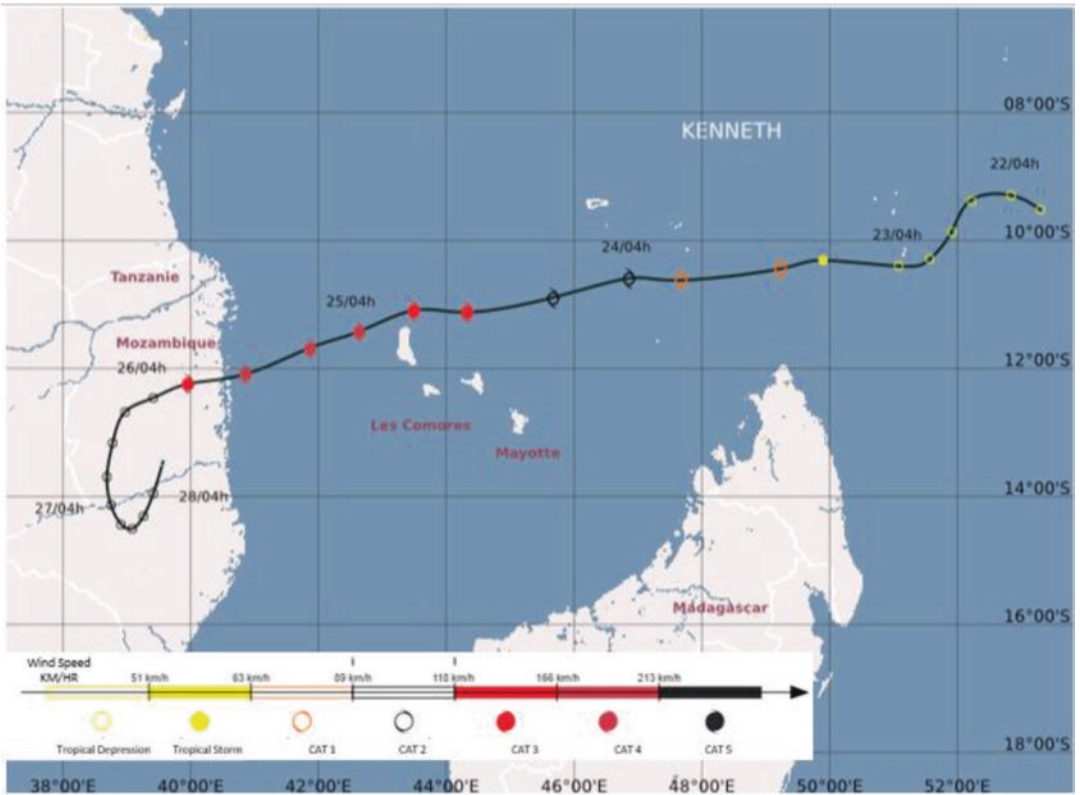 08°00'S
KENNETH
22/04h
10°00'S
23/04h
24/04h
Tanzanie
25/04h
Mozambique
26/04h
12°00'S
Les Comores
Mayotte
14°00'S
27/04h
28/04h
Madagascar
16°00'S
Wind Speed
KM/HR 51 km/h 63 km/h 89 km/h 118 km/h 166 km/h 213 km/h
Tropical Depression Tropical Storm CAT 1 CAT 2 CAT 3 CAT 4 CAT 5
18°00'S
38°00'E 40°00'E 42°00'E 44°00'E 46°00'E 48°00'E 50°00'E 52°00'E